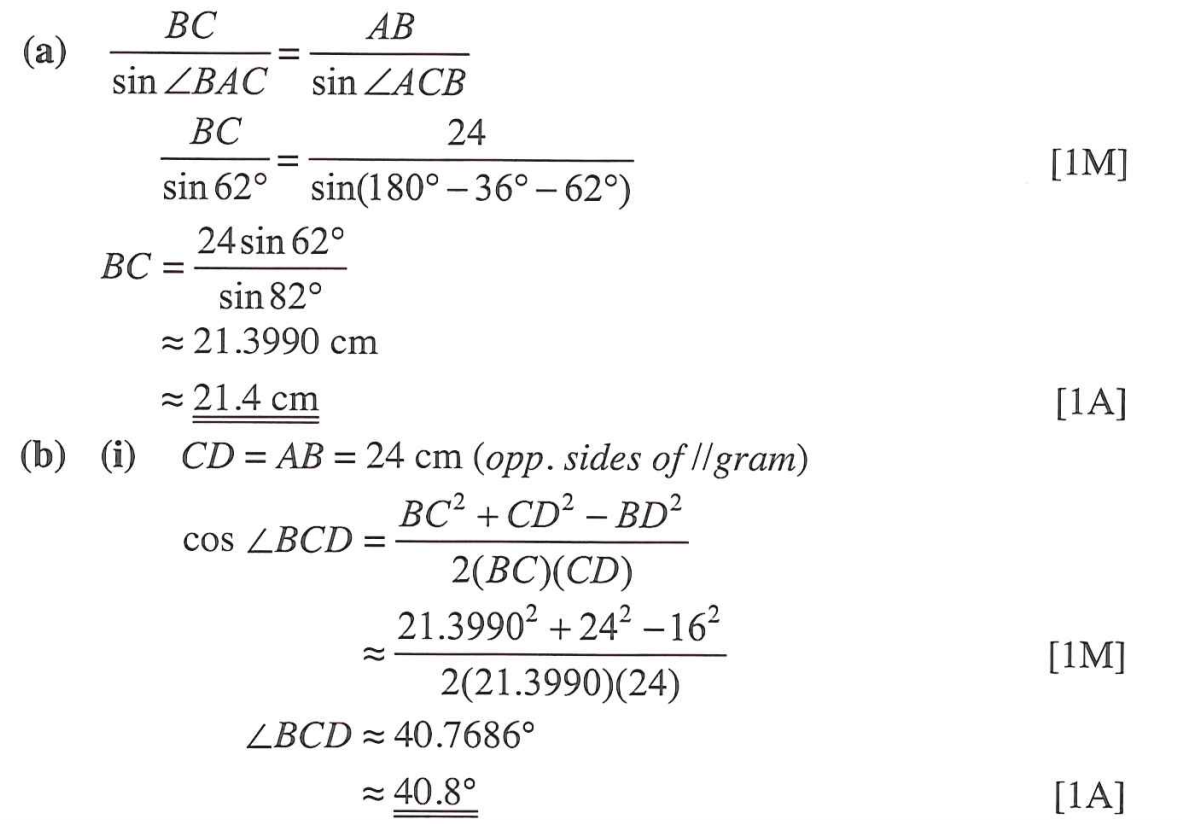 (a) BC/sin ∠BAC = AB/sin ∠ACB
BC/sin 62° = 24/sin(180° – 36° – 62°) [1M]
BC = 24 sin 62°/sin 82°
≈ 21.3990 cm
≈ 21.4 cm [1A]
(b) (i) CD = AB = 24 cm (opp. sides of //gram)
cos ∠BCD = BC² + CD² – BD²/2(BC)(CD)
≈ 21.3990² + 24² – 16²/2(21.3990)(24) [1M]
∠BCD ≈ 40.7686°
≈ 40.8° [1A]